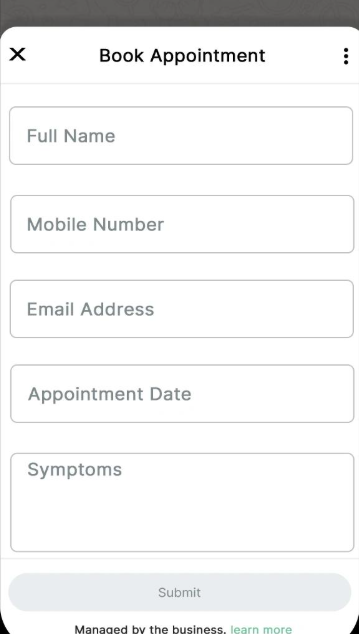 Book Appointment
Full Name
Mobile Number
Email Address
Appointment Date
Symptoms
Submit
Managed by the business. learn more